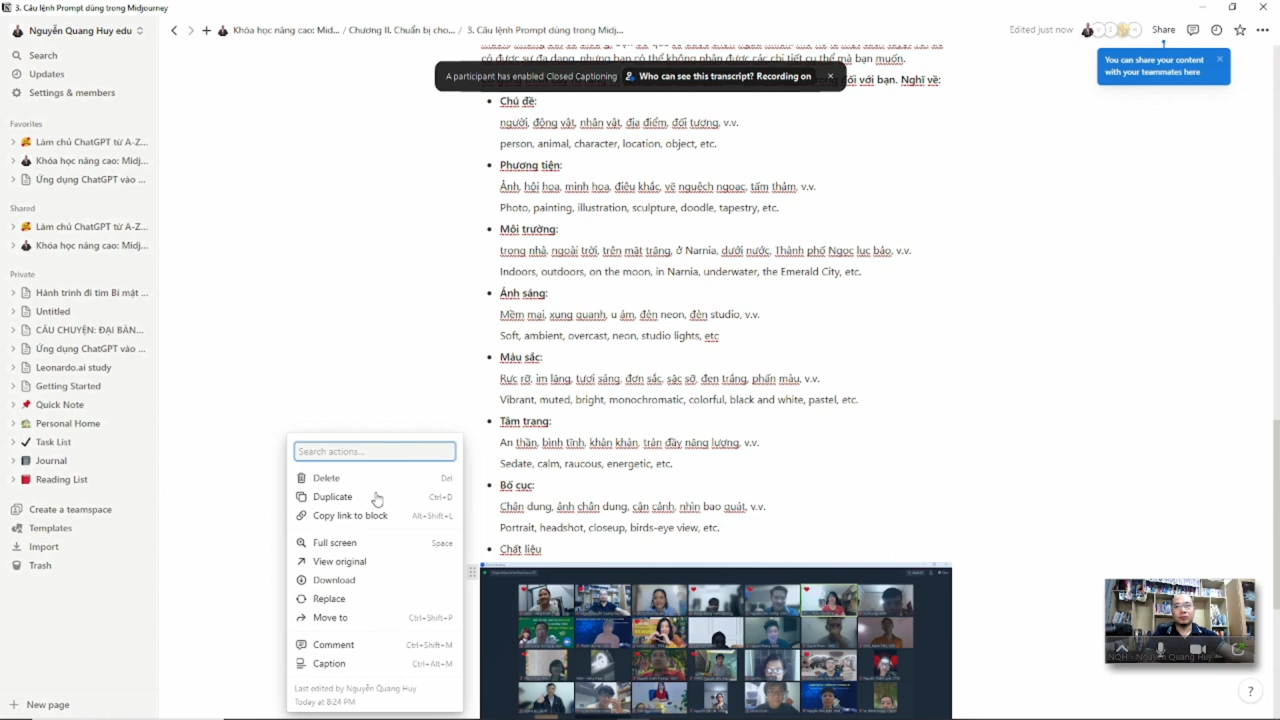 3. Câu lệnh Prompt dùng trong Midjourney
Nguyễn Quang Huy edu
Khóa học nâng cao: Mid... / Chương II. Chuẩn bị cho... / 3. Câu lệnh Prompt dùng trong Midj...
Edited just now
Share
Search
Updates
Settings & members
You can share your content
with your teammates here
có được sự đa dạng, nhưng bạn có thể không nhận được các chi tiết cụ thể mà bạn muốn.
A participant has enabled Closed Captioning
Who can see this transcript? Recording on
đối với bạn. Nghĩ về:
Favorites
Làm chủ ChatGPT từ A-Z...
Khóa học nâng cao: Midj...
Ứng dụng ChatGPT vào ...
Shared
Làm chủ ChatGPT từ A-Z...
Khóa học nâng cao: Midj...
Private
Hành trình đi tìm Bí mật ...
Untitled
CÂU CHUYỆN: ĐẠI BÀN...
Ứng dụng ChatGPT vào ...
Leonardo.ai study
Getting Started
Quick Note
Personal Home
Task List
Journal
Reading List
Create a teamspace
Templates
Import
Trash
New page
• Chủ đề:
người, động vật, nhân vật, địa điểm, đối tượng, v.v.
person, animal, character, location, object, etc.
• Phương tiện:
Ảnh, hội họa, minh họa, điêu khắc, vẽ nguệch ngoạc, tấm thảm, v.v.
Photo, painting, illustration, sculpture, doodle, tapestry, etc.
• Môi trường:
trong nhà, ngoài trời, trên mặt trăng, ở Narnia, dưới nước, Thành phố Ngọc lục bảo, v.v.
Indoors, outdoors, on the moon, in Narnia, underwater, the Emerald City, etc.
• Ánh sáng:
Mềm mại, xung quanh, u ám, đèn neon, đèn studio, v.v.
Soft, ambient, overcast, neon, studio lights, etc
• Màu sắc:
Rực rỡ, im lặng, tươi sáng, đơn sắc, sặc sỡ, đen trắng, phấn màu, v.v.
Vibrant, muted, bright, monochromatic, colorful, black and white, pastel, etc.
• Tâm trạng:
An thần, bình tĩnh, khàn khàn, tràn đầy năng lượng, v.v.
Sedate, calm, raucous, energetic, etc.
• Bố cục:
Chân dung, ảnh chân dung, cận cảnh, nhìn bao quát, v.v.
Portrait, headshot, closeup, birds-eye view, etc.
• Chất liệu
Search actions...
Delete Del
Duplicate Ctrl+D
Copy link to block Alt+Shift+L
Full screen Space
View original
Download
Replace
Move to Ctrl+Shift+P
Comment Ctrl+Shift+M
Caption Ctrl+Alt+M
Last edited by Nguyễn Quang Huy
Today at 8:24 PM
NQH - Nguyễn Quang Huy
?